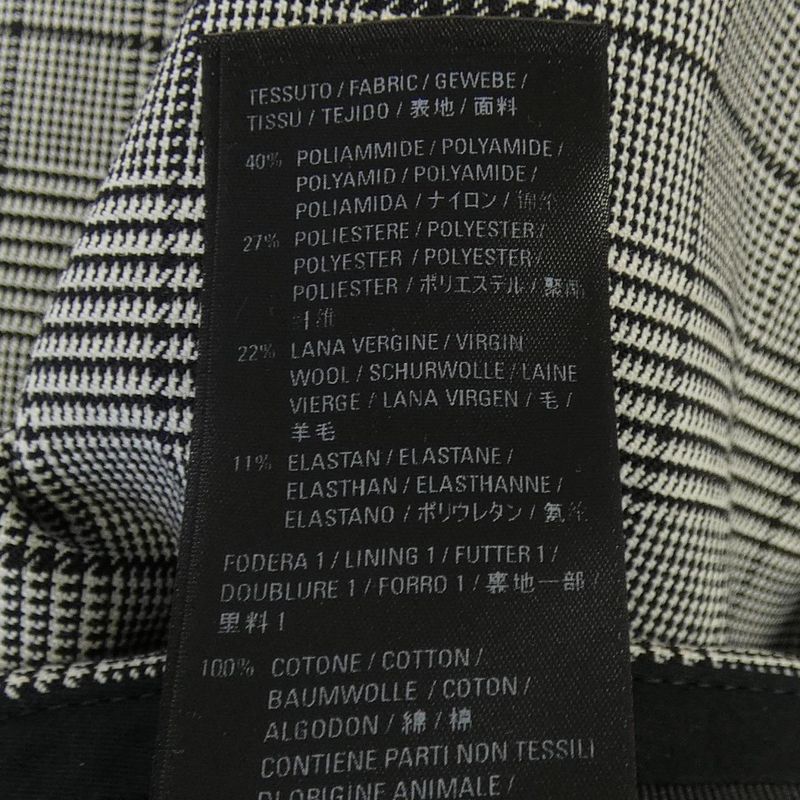 TESSUTO / FABRIC / GEWEBE /
TISSU / TEJIDO / 表地 / 面料
40% POLIAMMIDE / POLYAMIDE /
POLYAMID / POLYAMIDE /
POLIAMIDA / ナイロン /
27% POLIESTERE / POLYESTER /
POLYESTER / POLYESTER /
POLIESTER / ポリエステル /
22% LANA VERGINE / VIRGIN
WOOL / SCHURWOLLE / LAINE
VIERGE / LANA VIRGEN / 毛 /
羊毛
11% ELASTAN / ELASTANE /
ELASTHAN / ELASTHANNE /
ELASTANO / ポリウレタン /
FODERA 1 / LINING 1 / FUTTER 1 /
DOUBLURE 1 / FORRO 1 / 裏地一部 /
里料 1
100% COTONE / COTTON /
BAUMWOLLE / COTON /
ALGODON / 綿 / 棉
CONTIENE PARTI NON TESSILI
DI ORIGINE ANIMALE /